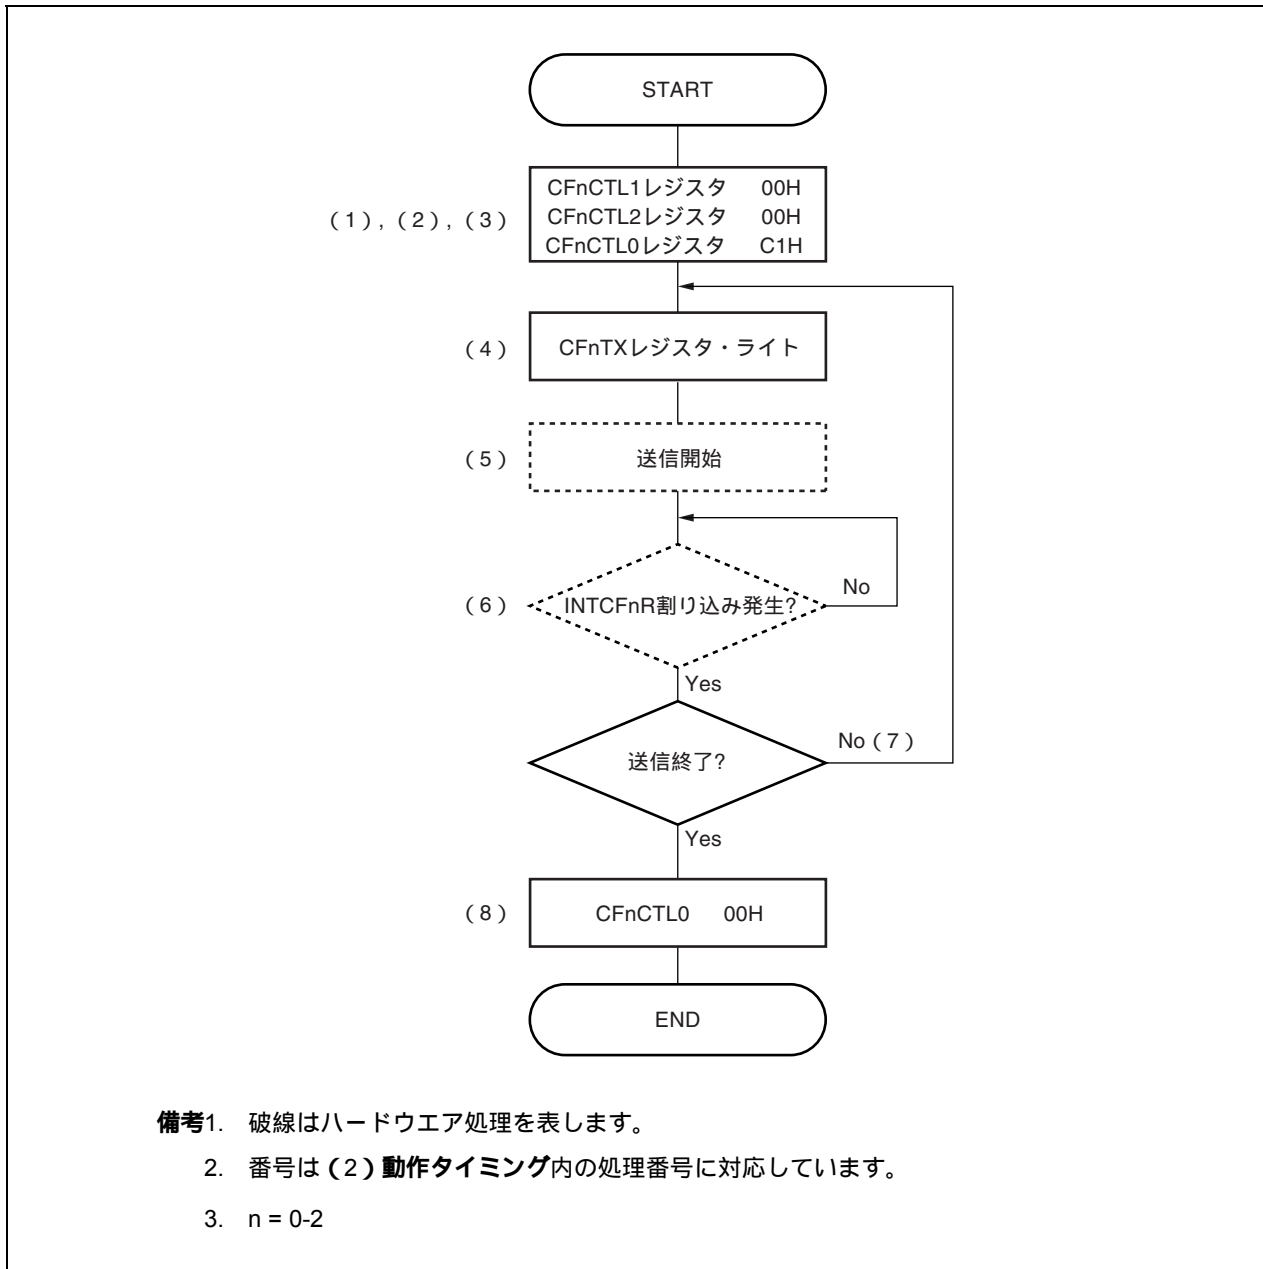 START
CFnCTL1レジスタ 00H
(1),(2),(3) CFnCTL2レジスタ 00H
CFnCTL0レジスタ C1H
(4) CFnTXレジスタ・ライト
(5) 送信開始
(6) INTCFnR割り込み発生? No
Yes
送信終了? No(7)
Yes
(8) CFnCTL0 00H
END
備考1. 破線はハードウエア処理を表します。
2. 番号は(2)動作タイミング内の処理番号に対応しています。
3. n = 0-2